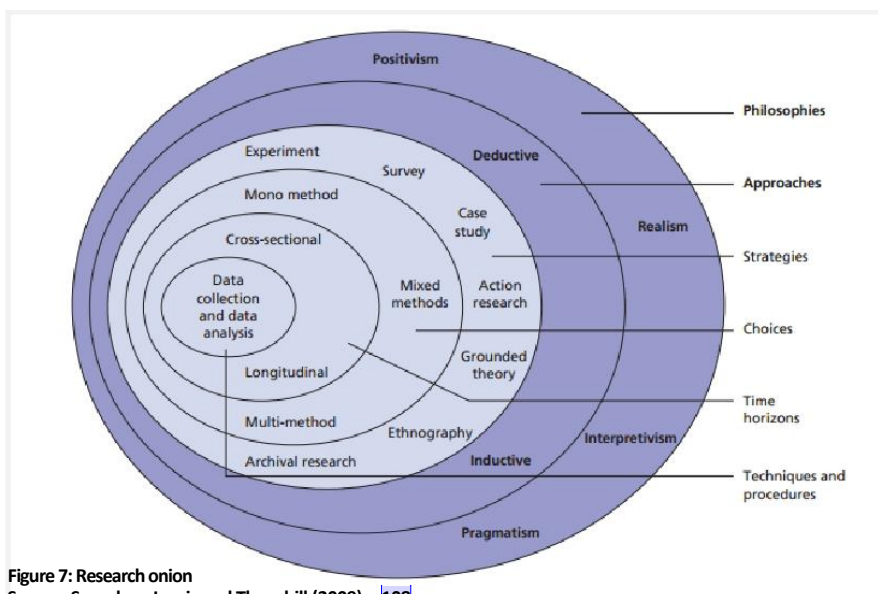 Positivism
Philosophies
Experiment
Deductive
Survey
Approaches
Mono method
Case
study
Realism
Cross-sectional
Strategies
Data
collection
and data
analysis
Mixed
methods
Action
research
Choices
Longitudinal
Grounded
theory
Time
horizons
Multi-method
Ethnography
Interpretivism
Archival research
Inductive
Techniques and
procedures
Pragmatism
Figure 7: Research onion